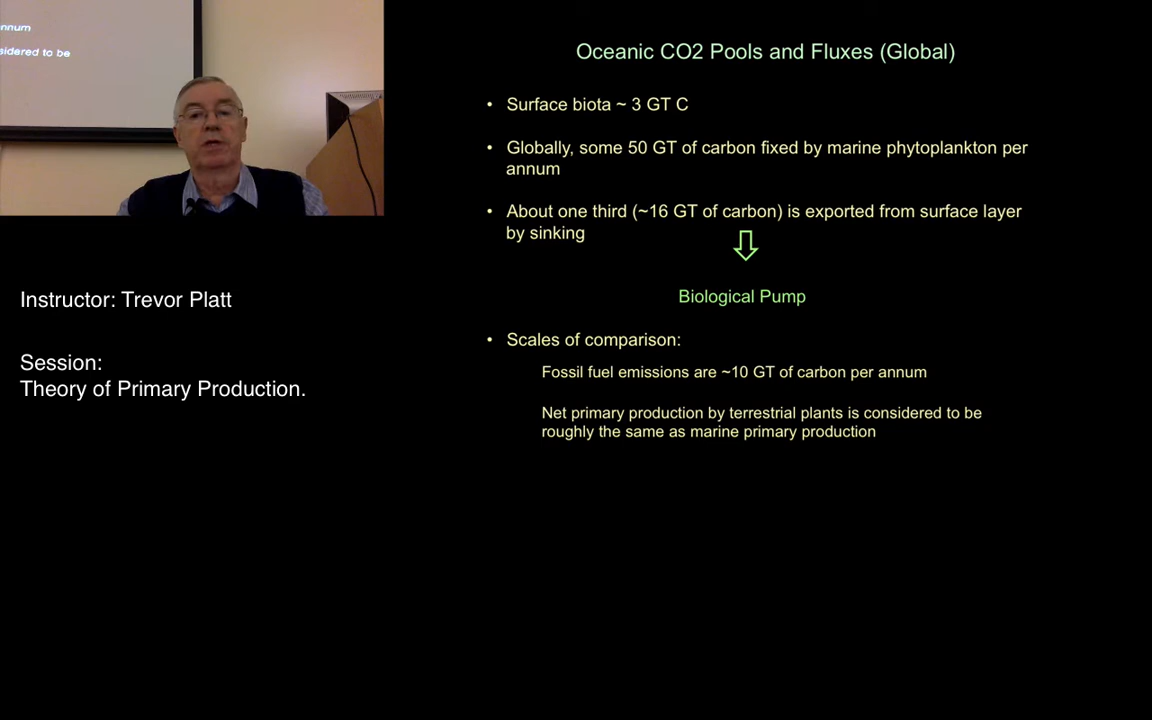 annum
sidered to be
Oceanic CO2 Pools and Fluxes (Global)
• Surface biota ~ 3 GT C
• Globally, some 50 GT of carbon fixed by marine phytoplankton per
annum
• About one third (~16 GT of carbon) is exported from surface layer
by sinking
Biological Pump
• Scales of comparison:
Fossil fuel emissions are ~10 GT of carbon per annum
Net primary production by terrestrial plants is considered to be
roughly the same as marine primary production
Instructor: Trevor Platt
Session:
Theory of Primary Production.